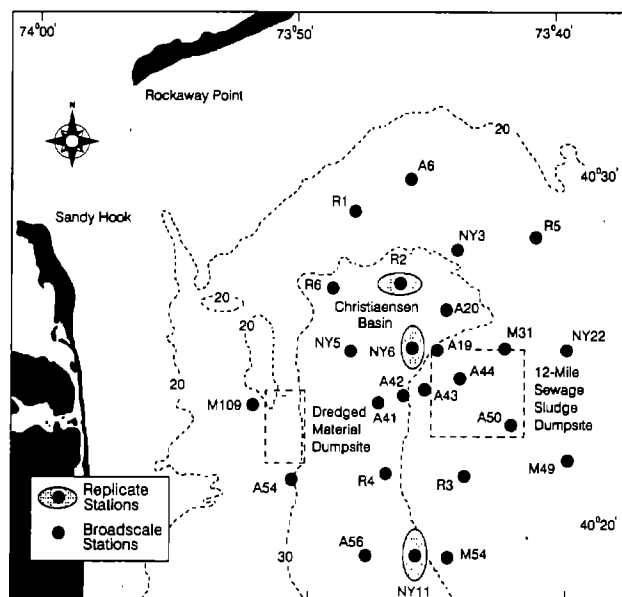 74° 00'
73° 50'
73° 40'
Rockaway Point
N
20
A6
40° 30'
R1
Sandy Hook
NY3
R5
R2
R6
20
Christiaensen
Basin
A20
20
M31
NY22
NY5
NY6
A19
20
A44
12-Mile
Sewage
Sludge
Dumpsite
A42
A43
M109
A41
Dredged
Material
Dumpsite
A50
M49
A54
R4
R3
Replicate
Stations
Broadscale
Stations
40° 20'
30
A56
M54
NY11